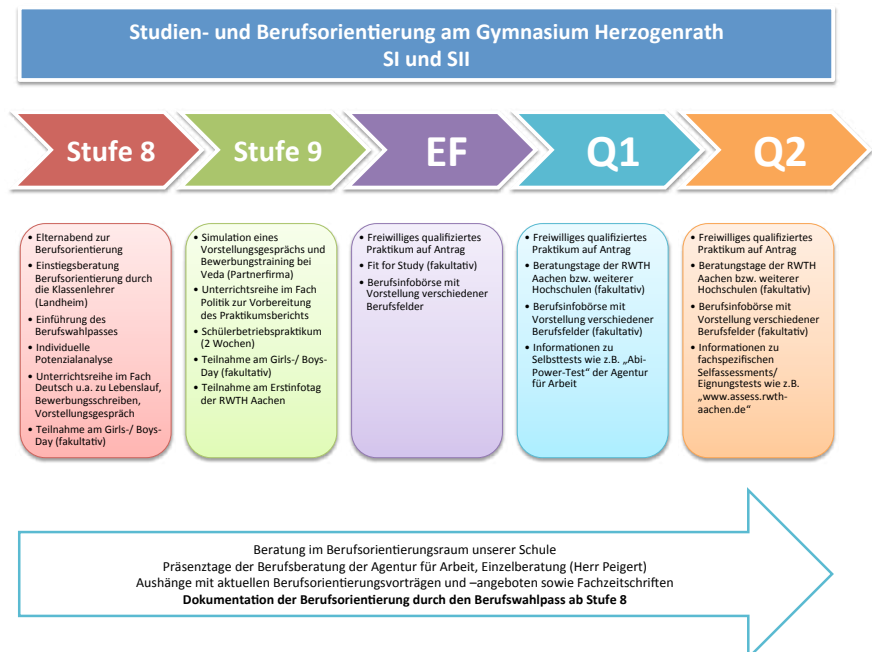 Studien- und Berufsorientierung am Gymnasium Herzogenrath
SI und SII
Stufe 8
Stufe 9
EF
Q1
Q2
• Elternabend zur
Berufsorientierung
• Einstiegsberatung
Berufsorientierung durch
die Klassenlehrer
(Landheim)
• Einführung des
Berufswahlpasses
• Individuelle
Potenzialanalyse
• Unterrichtsreihe im Fach
Deutsch u.a. zu Lebenslauf,
Bewerbungsschreiben,
Vorstellungsgespräch
• Teilnahme am Girls-/ Boys-
Day (fakultativ)
• Simulation eines
Vorstellungsgesprächs und
Bewerbungstraining bei
Veda (Partnerfirma)
• Unterrichtsreihe im Fach
Politik zur Vorbereitung
des Praktikumsberichts
• Schülerbetriebspraktikum
(2 Wochen)
• Teilnahme am Girls-/ Boys-
Day (fakultativ)
• Teilnahme am Erstinfotag
der RWTH Aachen
• Freiwilliges qualifiziertes
Praktikum auf Antrag
• Fit for Study (fakultativ)
• Berufsinfobörse mit
Vorstellung verschiedener
Berufsfelder
• Freiwilliges qualifiziertes
Praktikum auf Antrag
• Beratungstage der RWTH
Aachen bzw. weiterer
Hochschulen (fakultativ)
• Berufsinfobörse mit
Vorstellung verschiedener
Berufsfelder (fakultativ)
• Informationen zu
Selbsttests wie z.B. „Abi-
Power-Test“ der Agentur
für Arbeit
• Freiwilliges qualifiziertes
Praktikum auf Antrag
• Beratungstage der RWTH
Aachen bzw. weiterer
Hochschulen (fakultativ)
• Berufsinfobörse mit
Vorstellung verschiedener
Berufsfelder (fakultativ)
• Informationen zu
fachspezifischen
Selfassessments/
Eignungstests wie z.B.
„www.assess.rwth-
aachen.de“
Beratung im Berufsorientierungsraum unserer Schule
Präsenztage der Berufsberatung der Agentur für Arbeit, Einzelberatung (Herr Peigert)
Aushänge mit aktuellen Berufsorientierungsvorträgen und –angeboten sowie Fachzeitschriften
Dokumentation der Berufsorientierung durch den Berufswahlpass ab Stufe 8